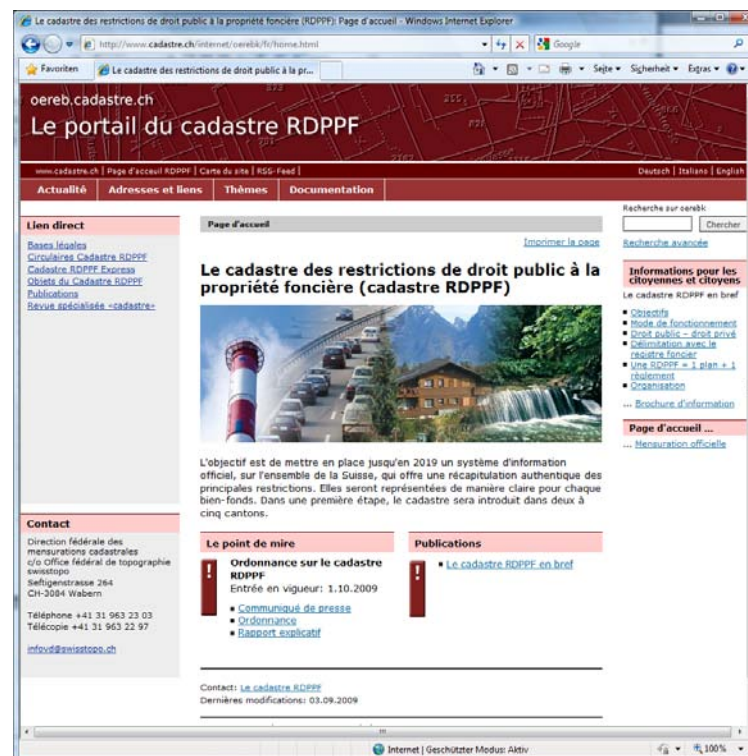 Le cadastre des restrictions de droit public à la propriété foncière (RDPPF): Page d'accueil - Windows Internet Explorer
http://www.cadastre.ch/internet/oerebk/fr/home.html
Google
Favoriten
Le cadastre des restrictions de droit public à la pr...
Seite
Sicherheit
Extras
oereb.cadastre.ch
Le portail du cadastre RDPPF
www.cadastre.ch | Page d'acceuil RDPPF | Carte du site | RSS-Feed |
Deutsch | Italiano | English
Actualité
Adresses et liens
Thèmes
Documentation
Lien direct
Bases légales
Circulaires Cadastre RDPPF
Cadastre RDPPF Express
Objets du Cadastre RDPPF
Publications
Revue spécialisée «cadastre»
Contact
Direction fédérale des
mensurations cadastrales
c/o Office fédéral de topographie
swisstopo
Seftigenstrasse 264
CH-3084 Wabern
Téléphone +41 31 963 23 03
Télécopie +41 31 963 22 97
infovd@swisstopo.ch
Page d'accueil
Imprimer la page
Le cadastre des restrictions de droit public à la
propriété foncière (cadastre RDPPF)
L'objectif est de mettre en place jusqu'en 2019 un système d'information
officiel, sur l'ensemble de la Suisse, qui offre une récapitulation authentique des
principales restrictions. Elles seront représentées de manière claire pour chaque
bien-fonds. Dans une première étape, le cadastre sera introduit dans deux à
cinq cantons.
Le point de mire
Ordonnance sur le cadastre
RDPPF
Entrée en vigueur: 1.10.2009
Communiqué de presse
Ordonnance
Rapport explicatif
Publications
Le cadastre RDPPF en bref
Contact: Le cadastre RDPPF
Dernières modifications: 03.09.2009
Recherche sur oerebk
Chercher
Recherche avancée
Informations pour les
citoyennes et citoyens
Le cadastre RDPPF en bref
Objectifs
Mode de fonctionnement
Droit public – droit privé
Délimitation avec le
registre foncier
Une RDPPF = 1 plan + 1
règlement
Organisation
... Brochure d'information
Page d'accueil ...
... Mensuration officielle
Internet | Geschützter Modus: Aktiv
100%